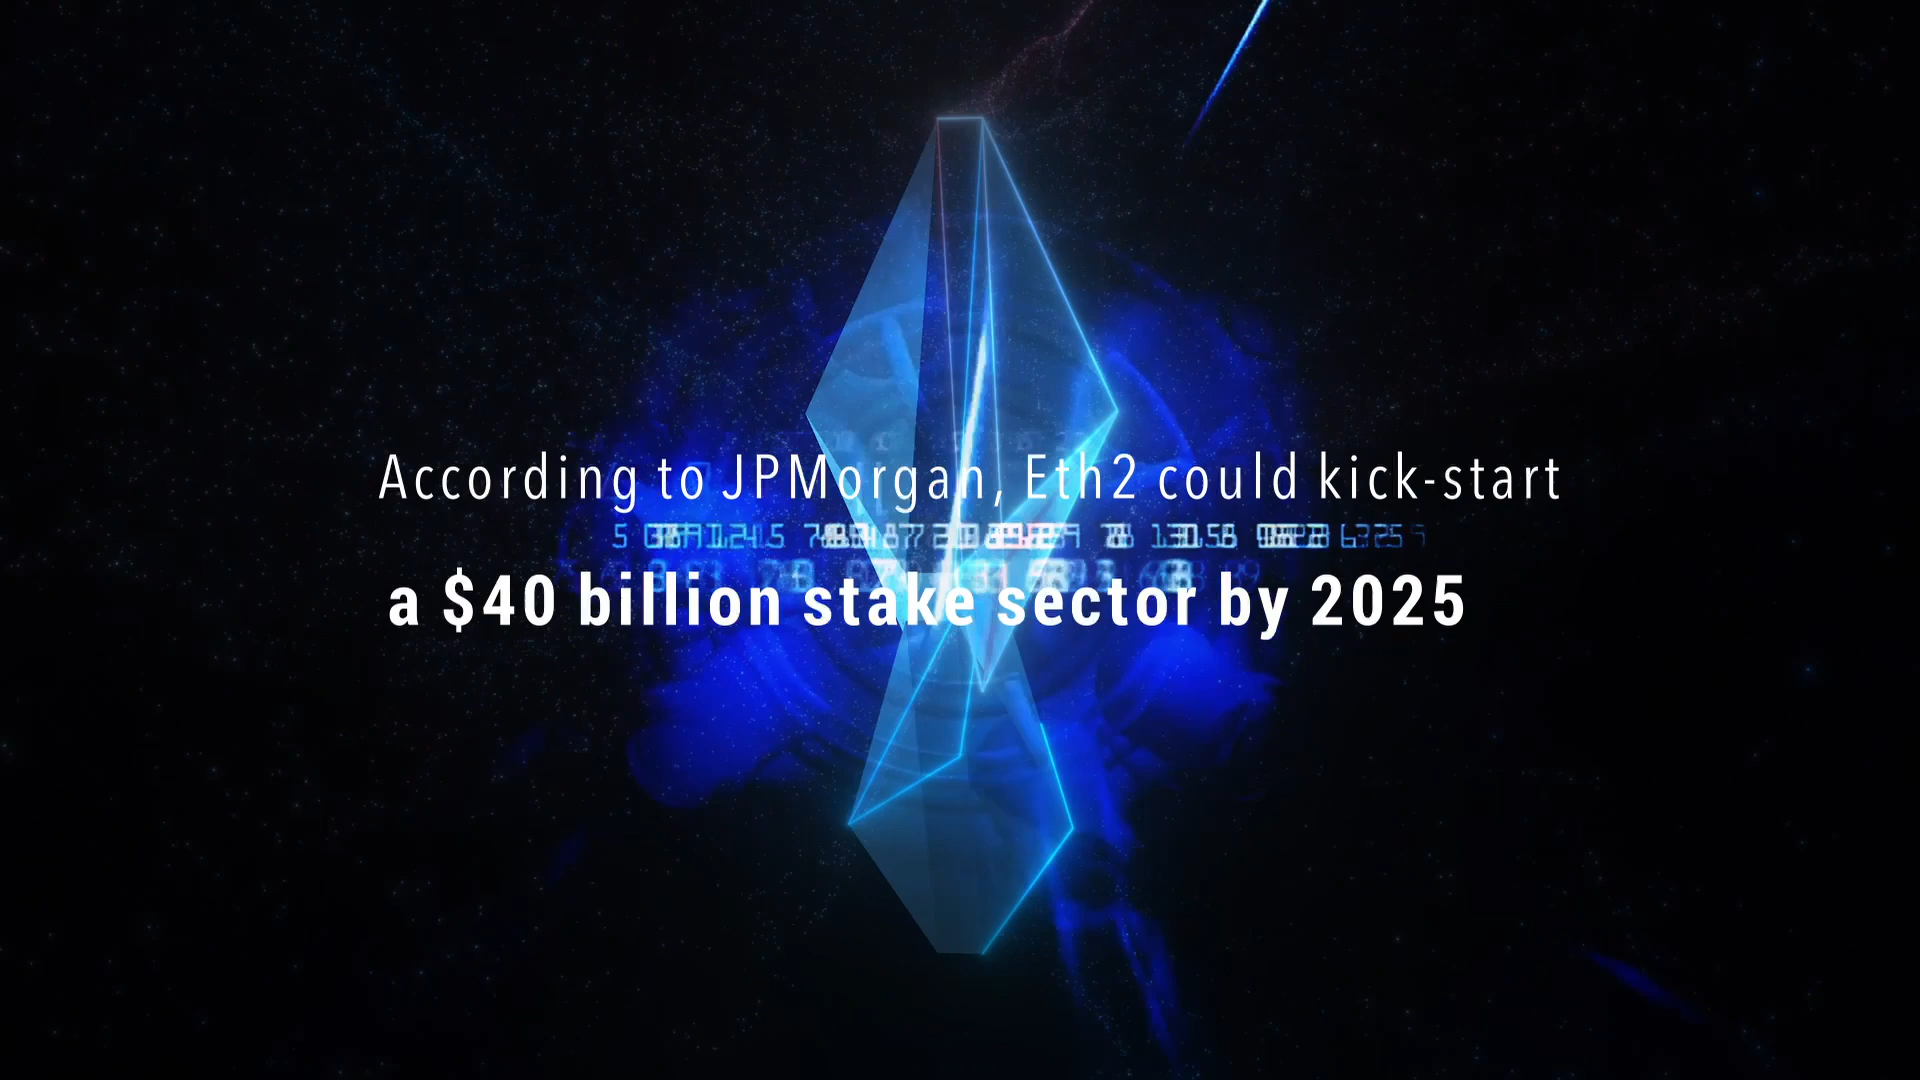 According to JPMorgan, Eth2 could kick-start
a $40 billion stake sector by 2025